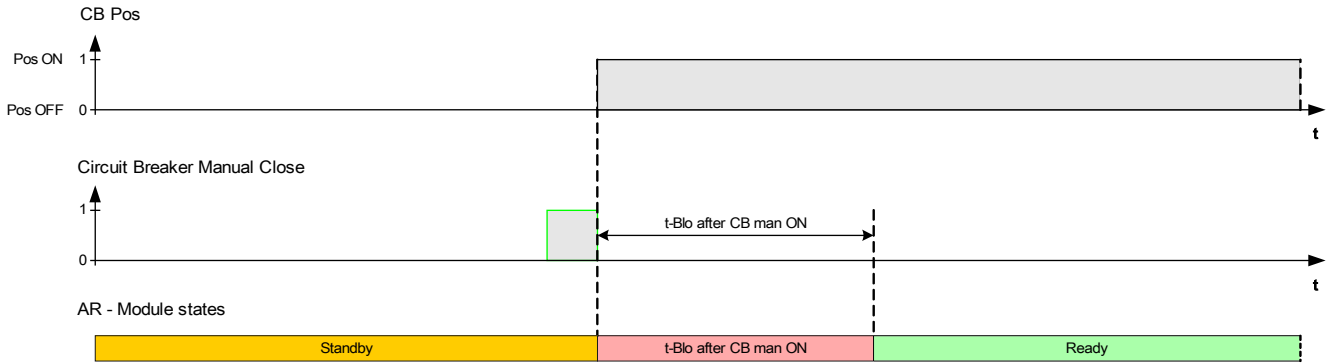 CB Pos
Pos ON 1
Pos OFF 0
t
Circuit Breaker Manual Close
1
t-Blo after CB man ON
0
t
AR - Module states
Standby t-Blo after CB man ON Ready